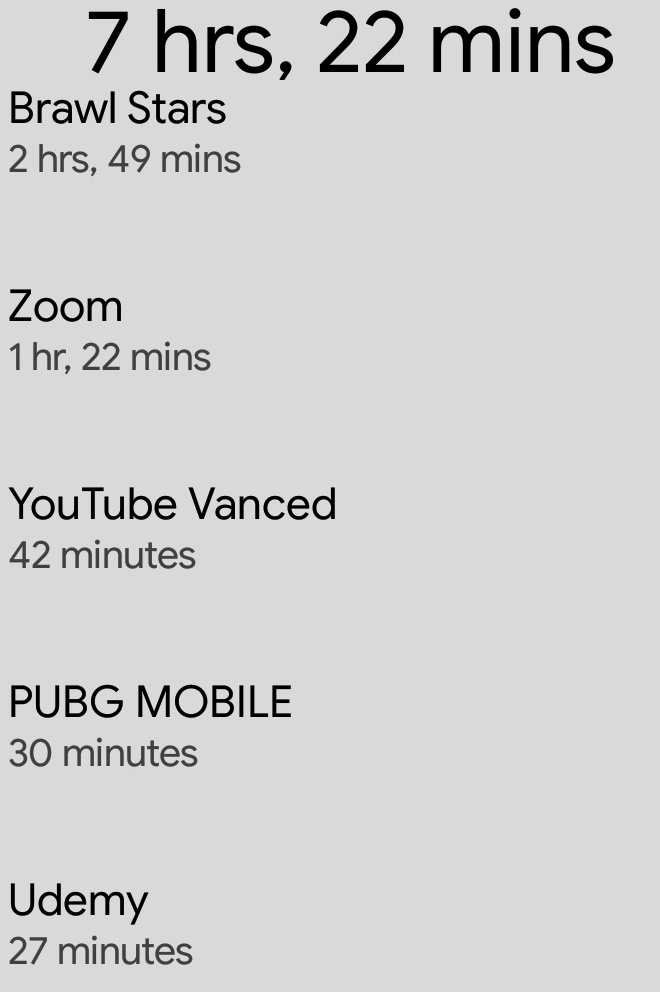 7 hrs, 22 mins
Brawl Stars
2 hrs, 49 mins
Zoom
1 hr, 22 mins
YouTube Vanced
42 minutes
PUBG MOBILE
30 minutes
Udemy
27 minutes